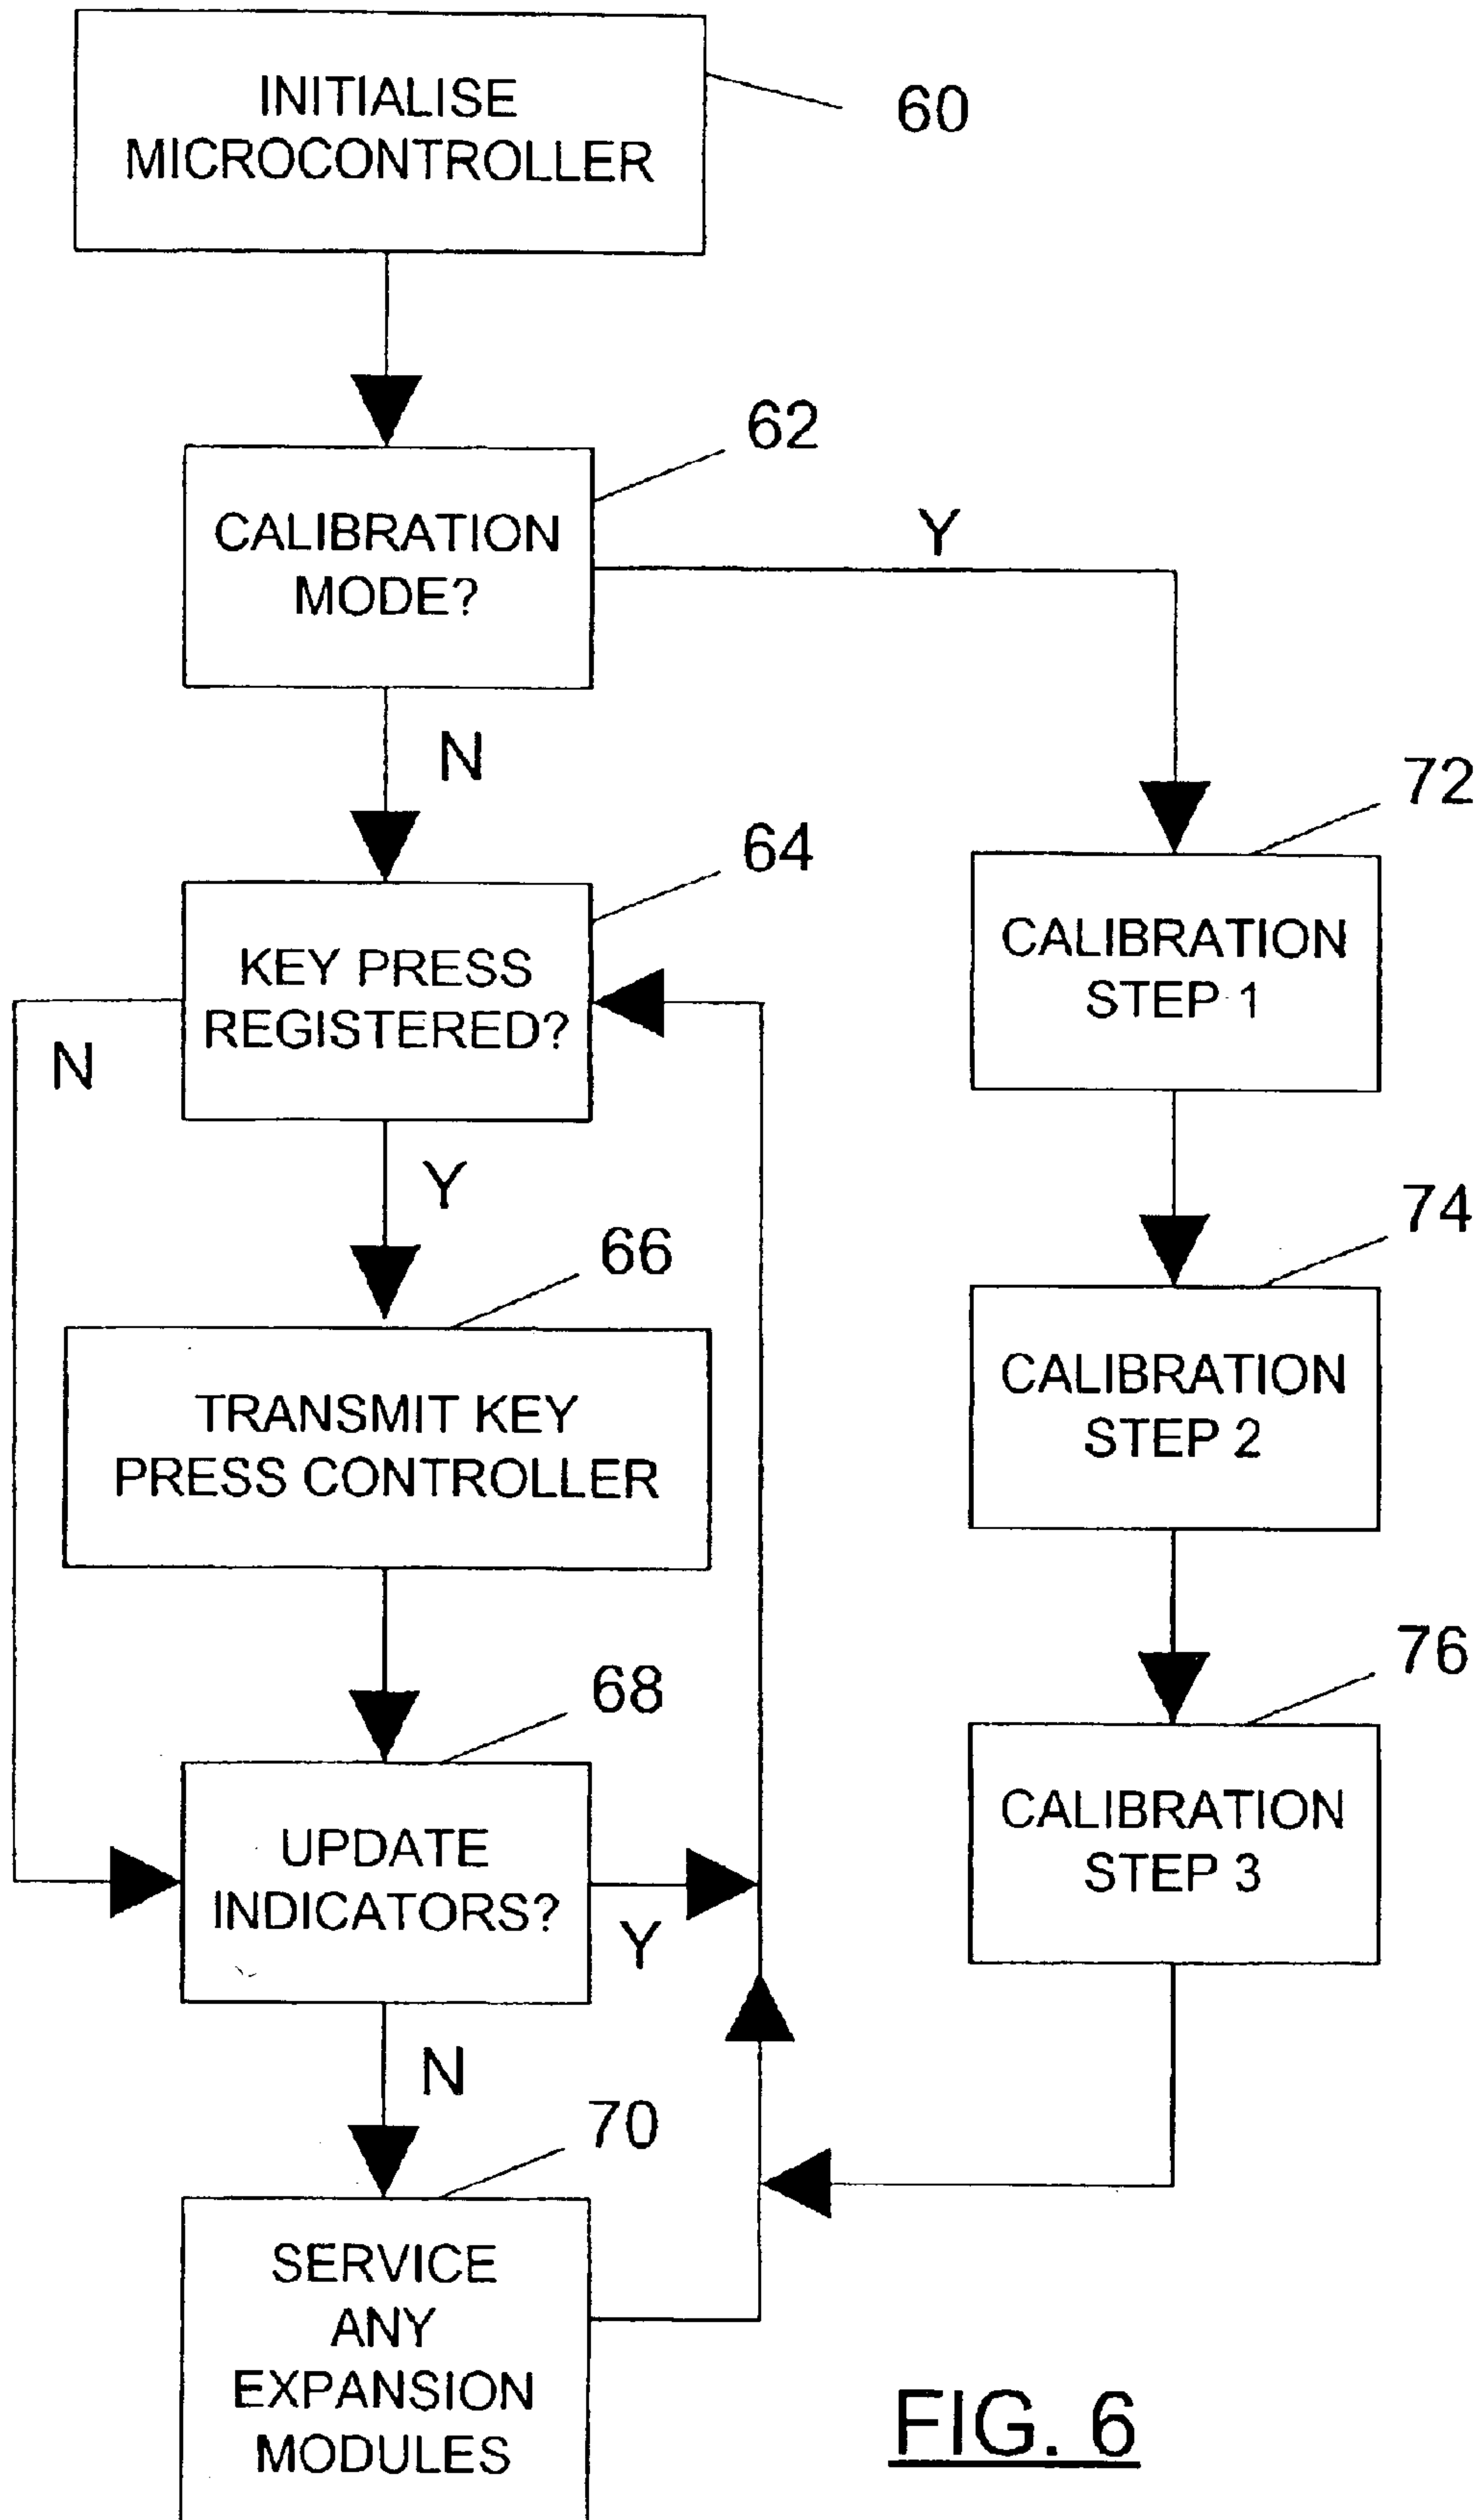 INITIALISE
MICROCONTROLLER
60
CALIBRATION
MODE?
62
Y
N
KEY PRESS
REGISTERED?
64
N
Y
TRANSMIT KEY
PRESS CONTROLLER
66
UPDATE
INDICATORS?
68
Y
N
SERVICE
ANY
EXPANSION
MODULES
70
CALIBRATION
STEP 1
72
CALIBRATION
STEP 2
74
CALIBRATION
STEP 3
76
FIG. 6